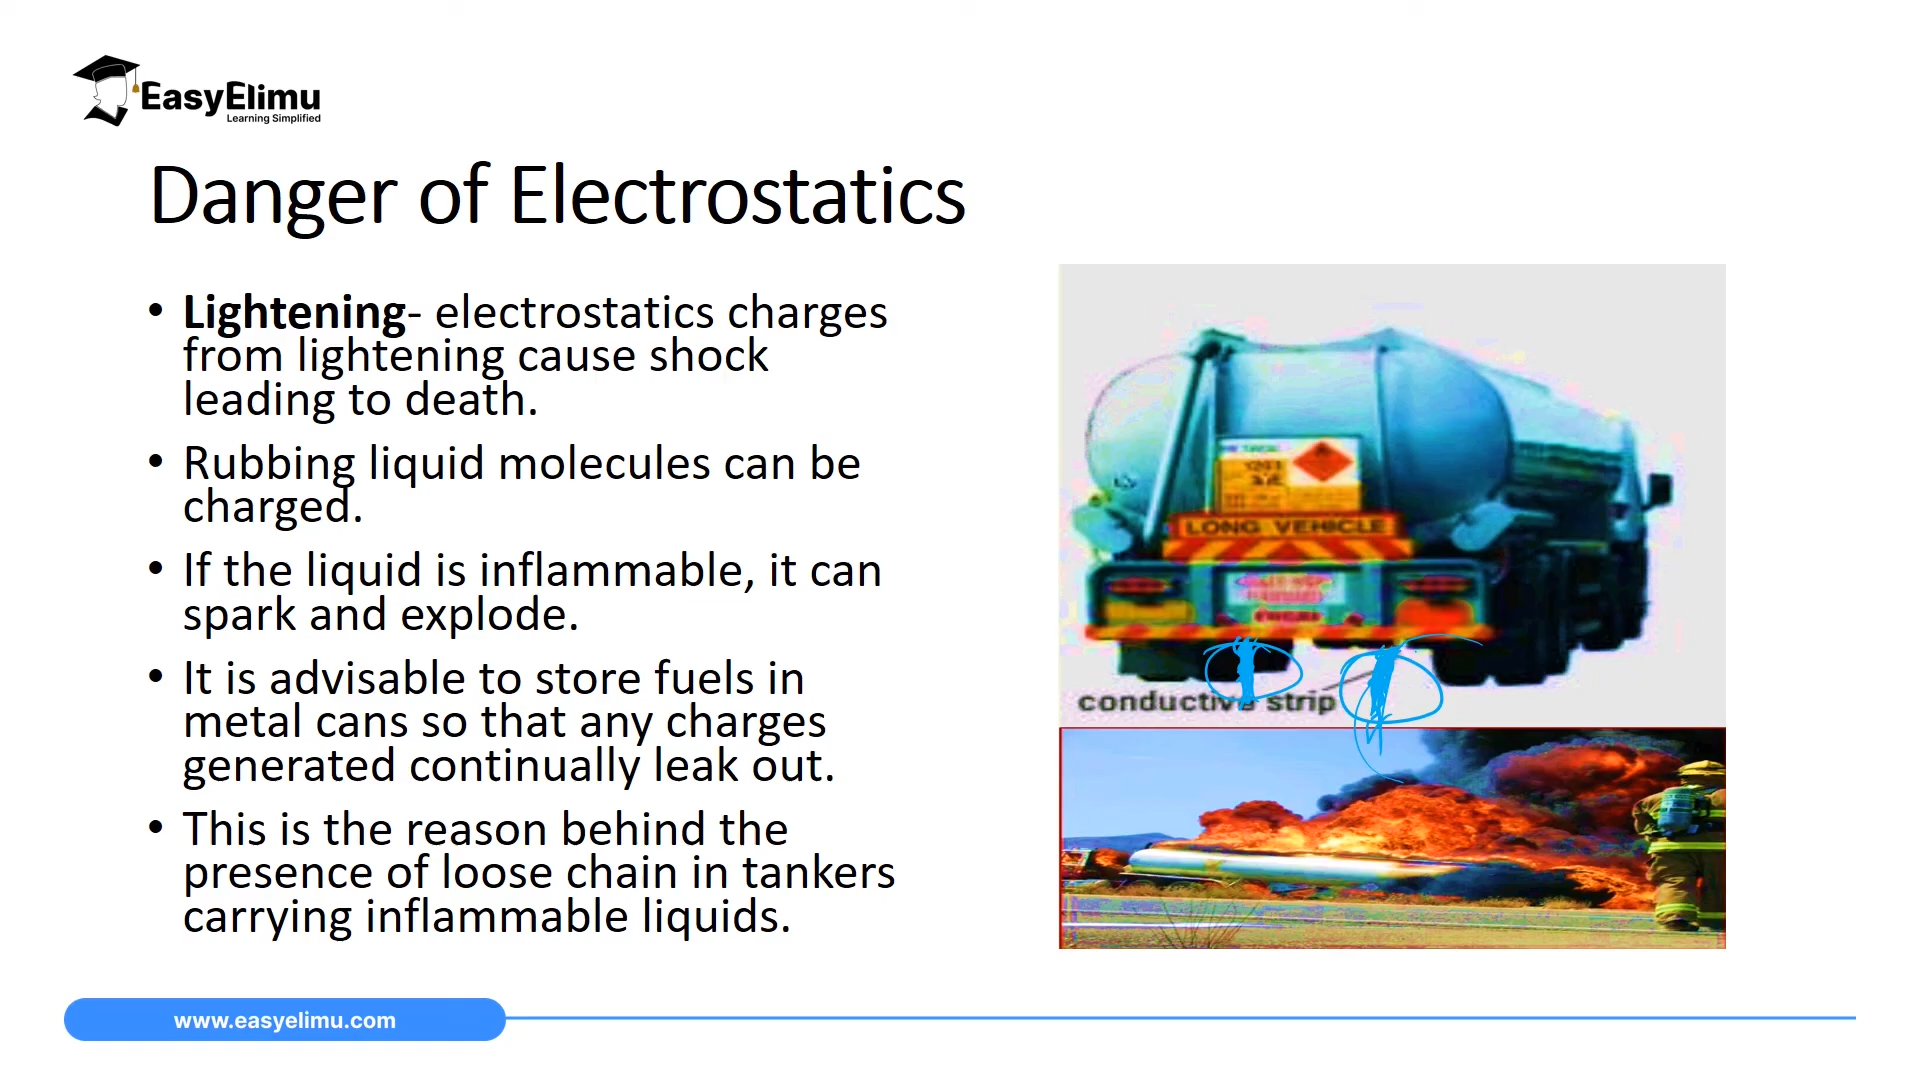 EasyElimu
Learning Simplified
Danger of Electrostatics
• Lightening- electrostatics charges
from lightening cause shock
leading to death.
• Rubbing liquid molecules can be
charged.
• If the liquid is inflammable, it can
spark and explode.
• It is advisable to store fuels in
metal cans so that any charges
generated continually leak out.
• This is the reason behind the
presence of loose chain in tankers
carrying inflammable liquids.
LONG VEHICLE
conductive strip
www.easyelimu.com